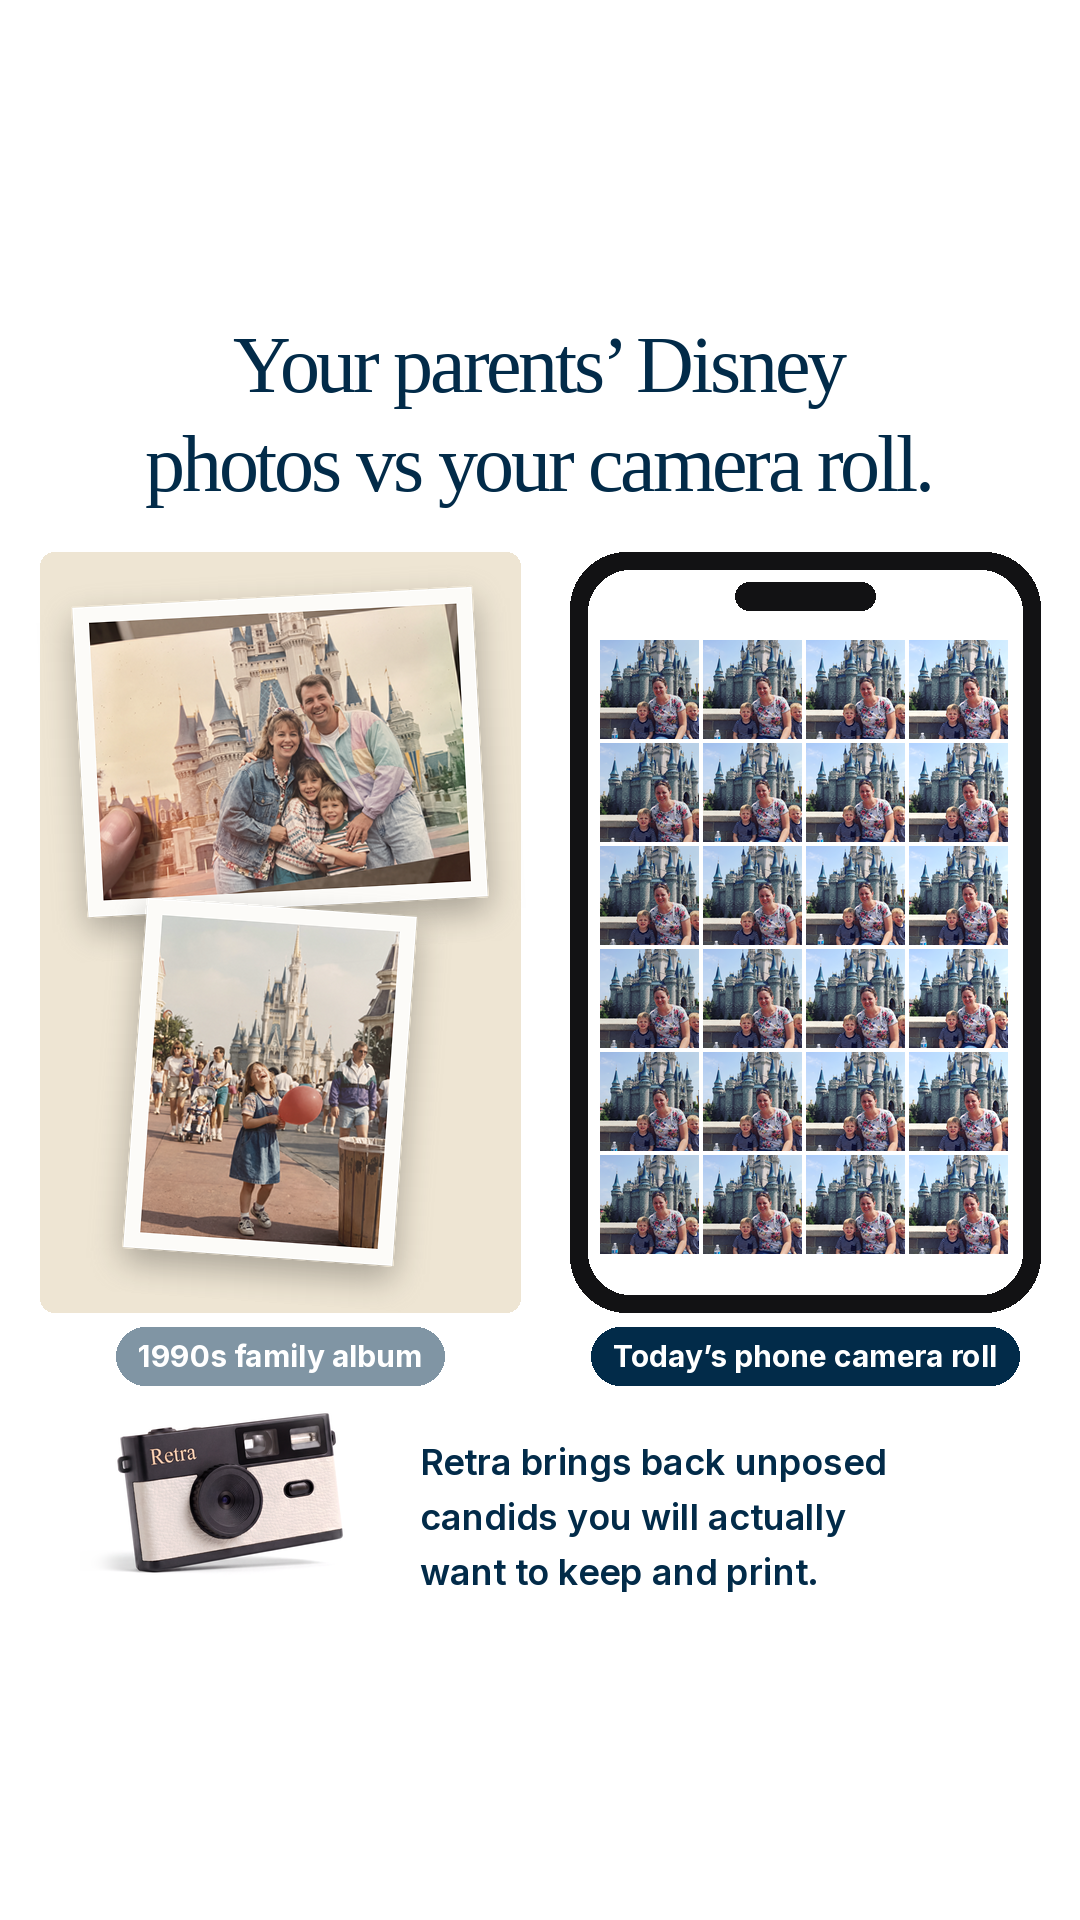 Your parents’ Disney
photos vs your camera roll.
1990s family album
Today’s phone camera roll
Retra
Retra brings back unposed
candids you will actually
want to keep and print.